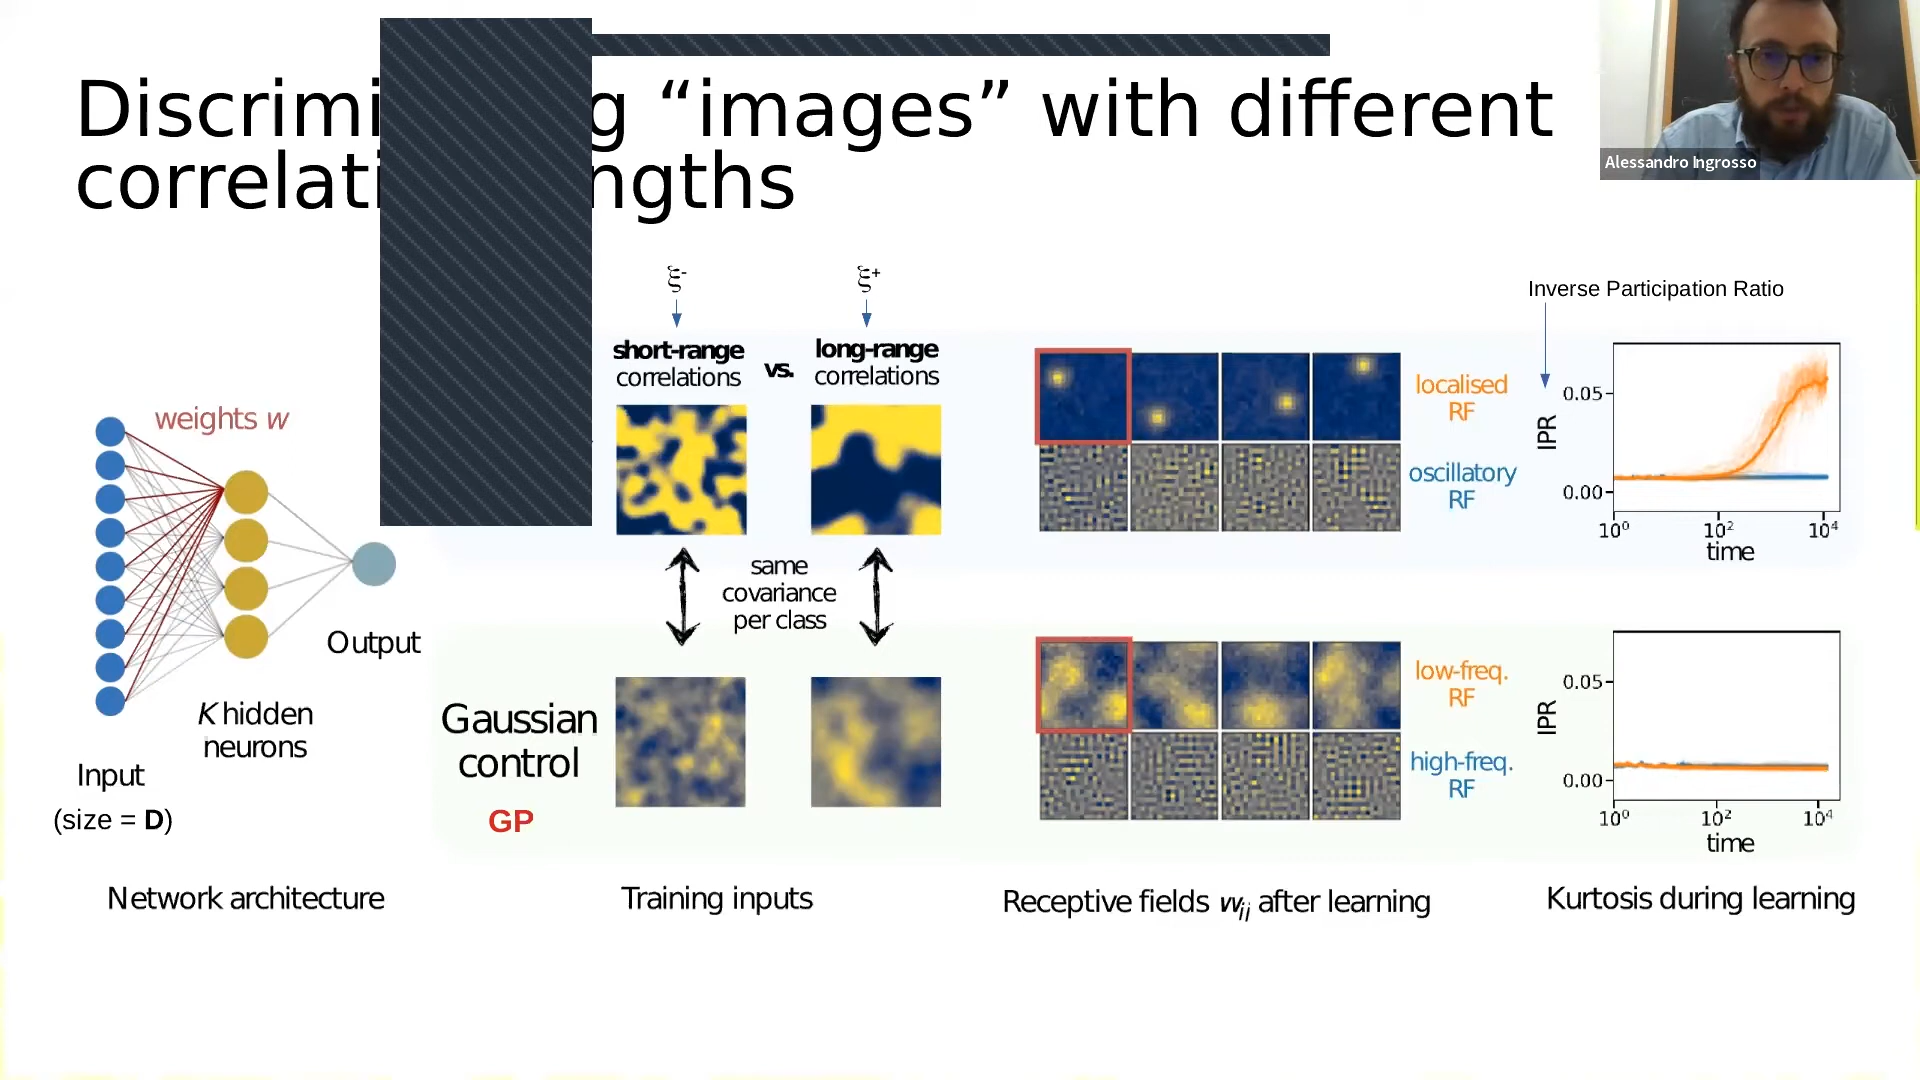 g “images” with different
ngths
Alessandro Ingrosso
ξ-
ξ+
Inverse Participation Ratio
short-range
correlations
vs.
long-range
correlations
weights w
localised
RF
oscillatory
RF
IPR
0.05
0.00
10⁰ 10² 10⁴
time
same
covariance
per class
Output
K hidden
neurons
Input
(size = D)
Gaussian
control
GP
low-freq.
RF
high-freq.
RF
IPR
0.05
0.00
10⁰ 10² 10⁴
time
Network architecture
Training inputs
Receptive fields wij after learning
Kurtosis during learning